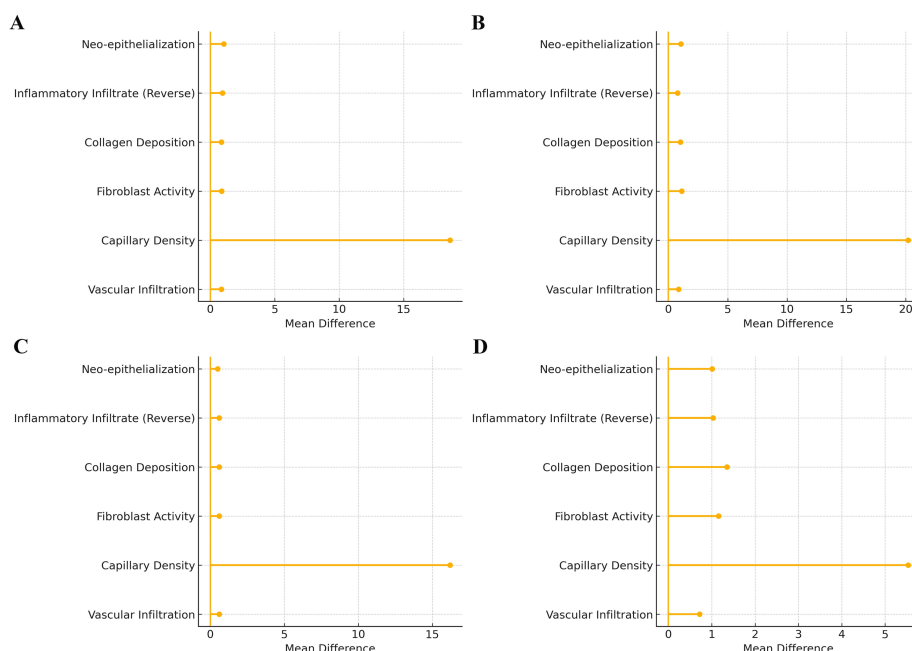 A
Neo-epithelialization
Inflammatory Infiltrate (Reverse)
Collagen Deposition
Fibroblast Activity
Capillary Density
Vascular Infiltration
0 5 10 15
Mean Difference
B
Neo-epithelialization
Inflammatory Infiltrate (Reverse)
Collagen Deposition
Fibroblast Activity
Capillary Density
Vascular Infiltration
0 5 10 15 20
Mean Difference
C
Neo-epithelialization
Inflammatory Infiltrate (Reverse)
Collagen Deposition
Fibroblast Activity
Capillary Density
Vascular Infiltration
0 5 10 15
Mean Difference
D
Neo-epithelialization
Inflammatory Infiltrate (Reverse)
Collagen Deposition
Fibroblast Activity
Capillary Density
Vascular Infiltration
0 1 2 3 4 5
Mean Difference